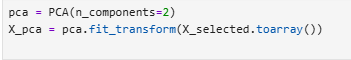 pca = PCA(n_components=2)
X_pca = pca.fit_transform(X_selected.toarray())